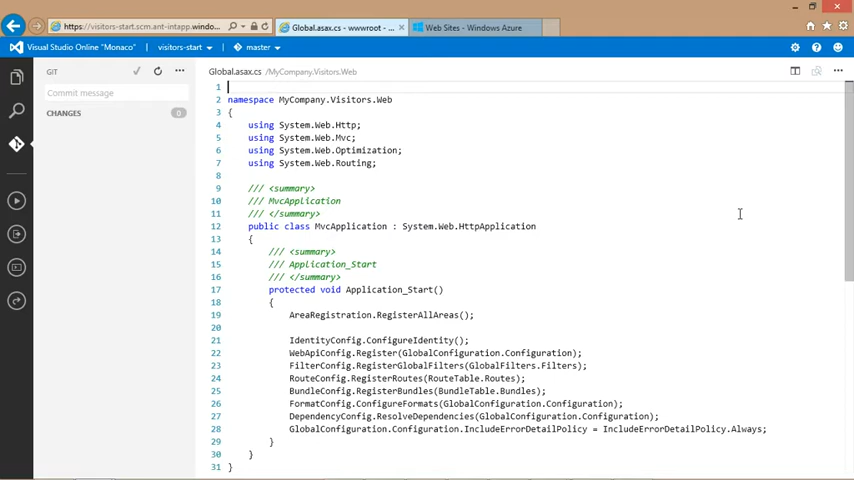 https://visitors-start.scm.ant-intapp.windo...
Global.asax.cs - wwwroot - ...
Web Sites - Windows Azure
Visual Studio Online "Monaco"
visitors-start
master
GIT
Commit message
CHANGES
0
Global.asax.cs /MyCompany.Visitors.Web
1
2 namespace MyCompany.Visitors.Web
3 {
4 using System.Web.Http;
5 using System.Web.Mvc;
6 using System.Web.Optimization;
7 using System.Web.Routing;
8
9 /// <summary>
10 /// MvcApplication
11 /// </summary>
12 public class MvcApplication : System.Web.HttpApplication
13 {
14 /// <summary>
15 /// Application_Start
16 /// </summary>
17 protected void Application_Start()
18 {
19 AreaRegistration.RegisterAllAreas();
20
21 IdentityConfig.ConfigureIdentity();
22 WebApiConfig.Register(GlobalConfiguration.Configuration);
23 FilterConfig.RegisterGlobalFilters(GlobalFilters.Filters);
24 RouteConfig.RegisterRoutes(RouteTable.Routes);
25 BundleConfig.RegisterBundles(BundleTable.Bundles);
26 FormatConfig.ConfigureFormats(GlobalConfiguration.Configuration);
27 DependencyConfig.ResolveDependencies(GlobalConfiguration.Configuration);
28 GlobalConfiguration.Configuration.IncludeErrorDetailPolicy = IncludeErrorDetailPolicy.Always;
29 }
30 }
31 }